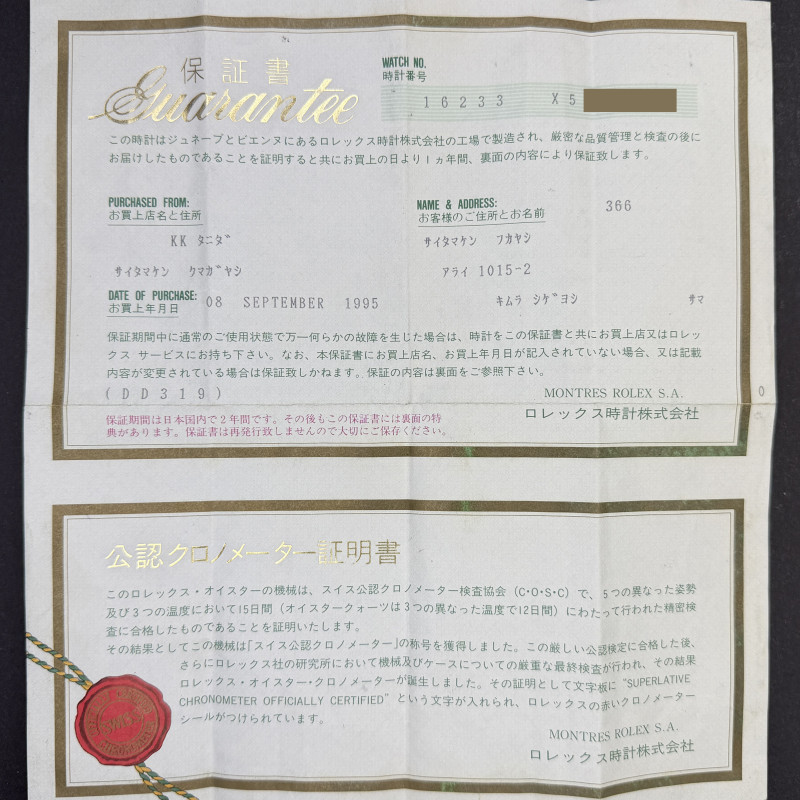 保証書
Guarantee
WATCH NO.
時計番号
16233 X5
この時計はジュネーブとビエンヌにあるロレックス時計株式会社の工場で製造され、厳密な品質管理と検査の後に
お届けしたものであることを証明すると共にお買上の日より1ヵ年間、裏面の内容により保証致します。
PURCHASED FROM:
お買上店名と住所
KK タニダ
サイタマケン クマガヤシ
NAME & ADDRESS:
お客様のご住所とお名前
366
サイタマケン フカヤシ
アライ 1015-2
キムラ シゲヨシ サマ
DATE OF PURCHASE:
お買上年月日
08 SEPTEMBER 1995
保証期間中に通常のご使用状態で万一何らかの故障を生じた場合は、時計をこの保証書と共にお買上店又はロレッ
クス サービスにお持ち下さい。なお、本保証書にお買上店名、お買上年月日が記入されていない場合、又は記載
内容が変更されている場合は保証致しかねます。保証の内容は裏面をご参照下さい。
(DD319)
MONTRES ROLEX S.A.
ロレックス時計株式会社
0
保証期間は日本国内で2年間です。その後もこの保証書には裏面の特
典があります。保証書は再発行致しませんので大切にご保存ください。
公認クロノメーター証明書
このロレックス・オイスターの機械は、スイス公認クロノメーター検査協会（C・O・S・C）で、5つの異なった姿勢
及び3つの温度において15日間（オイスタークォーツは3つの異なった温度で12日間）にわたって行われた精密検
査に合格したものであることを証明いたします。
その結果としてこの機械は「スイス公認クロノメーター」の称号を獲得しました。この厳しい公認検定に合格した後、
さらにロレックス社の研究所において機械及びケースについての厳重な最終検査が行われ、その結果
ロレックス・オイスター・クロノメーターが誕生しました。その証明として文字板に "SUPERLATIVE
CHRONOMETER OFFICIALLY CERTIFIED" という文字が入れられ、ロレックスの赤いクロノメーター
シールがつけられています。
MONTRES ROLEX S.A.
ロレックス時計株式会社